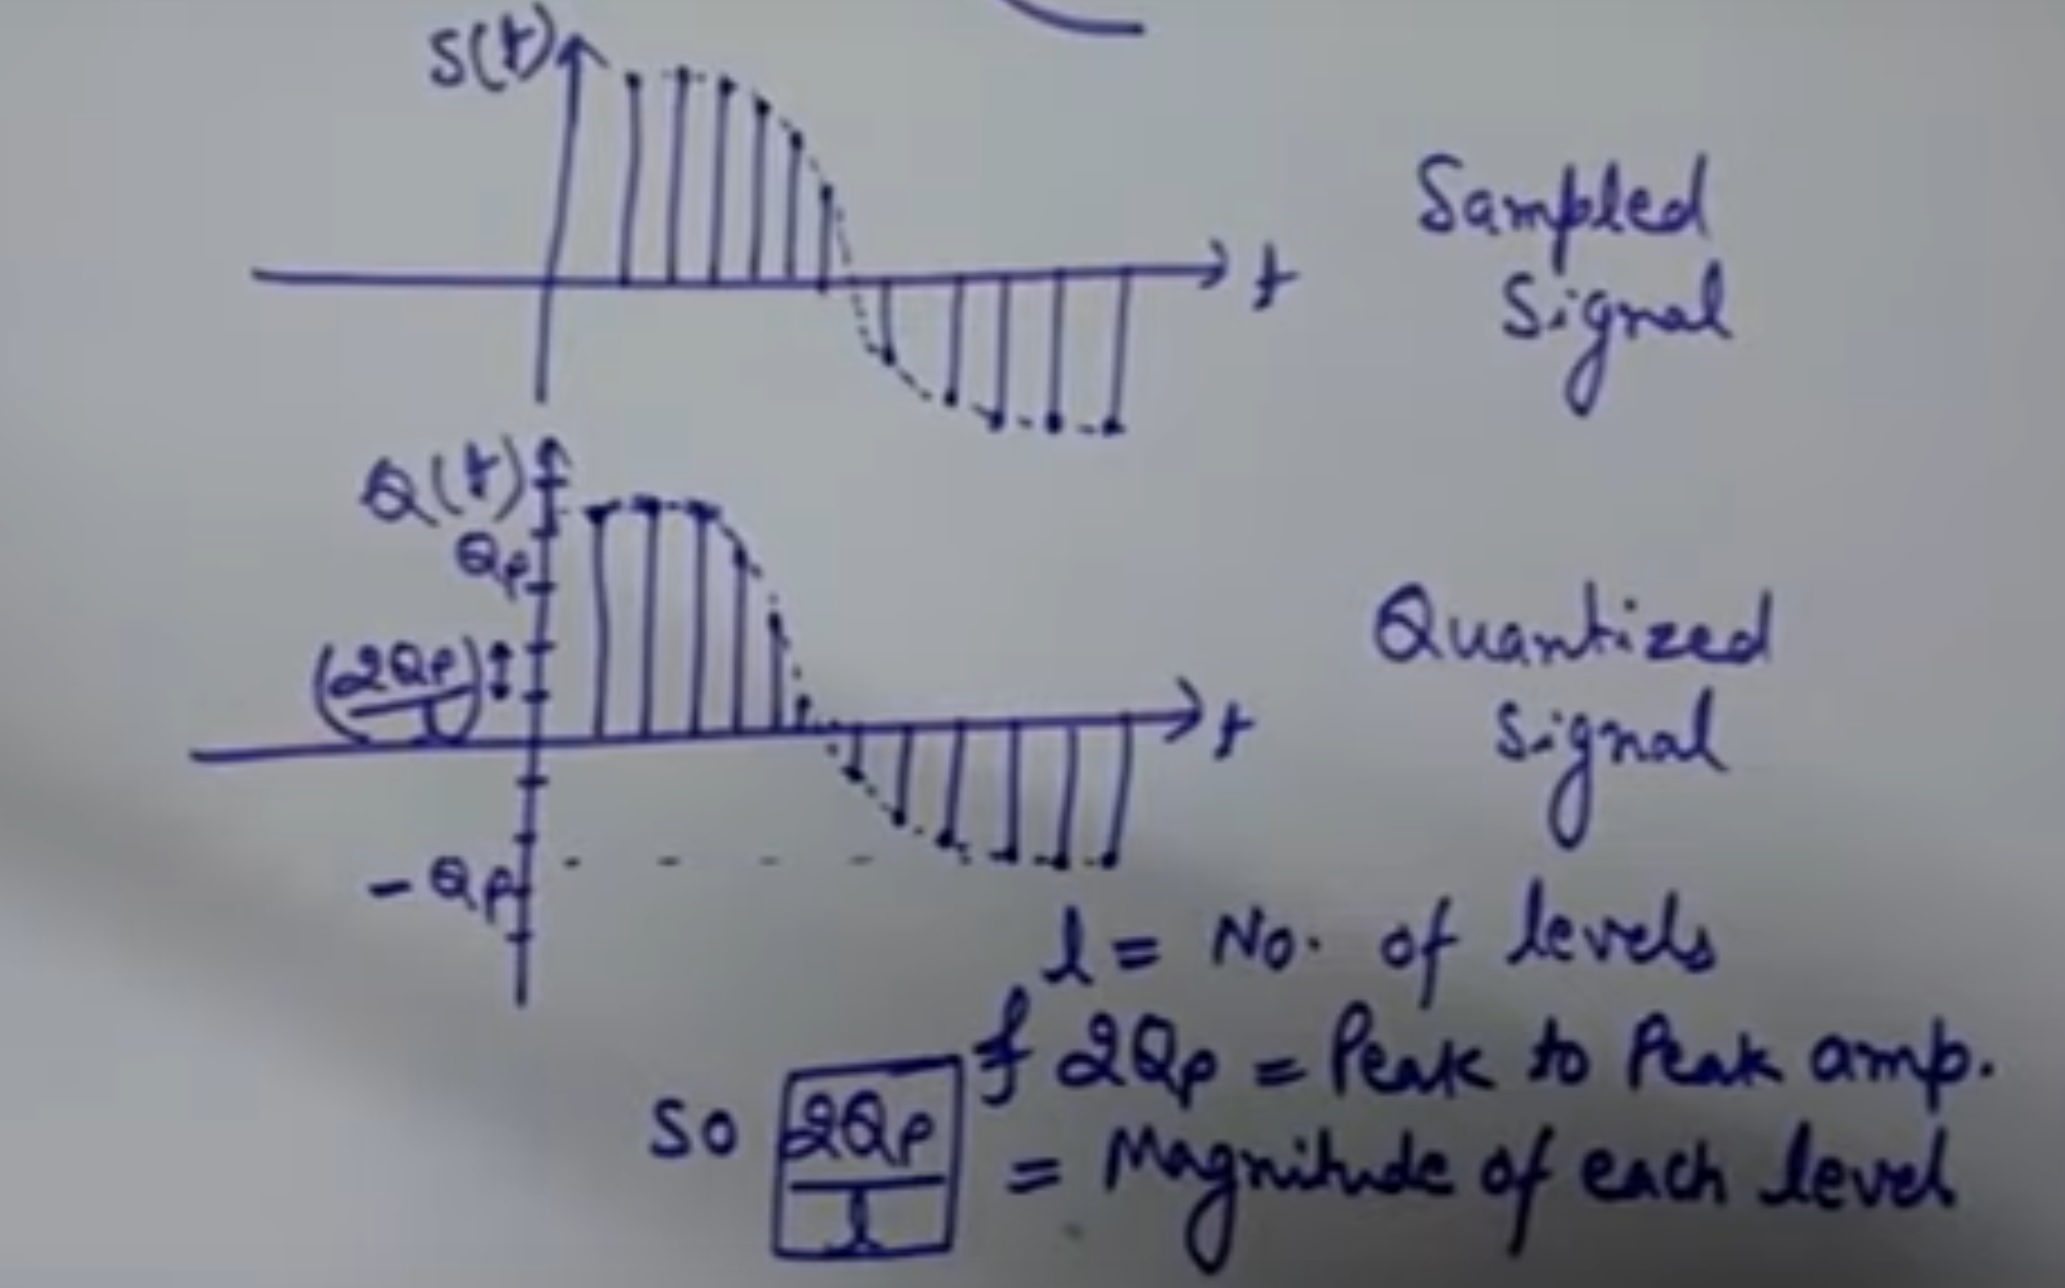 S(t)
t
Sampled
Signal
Q(t)
Qp
(2Qp/l)
t
Quantized
Signal
- Qp
l = No. of levels
& 2Qp = Peak to Peak amp.
So 2Qp/l = Magnitude of each level